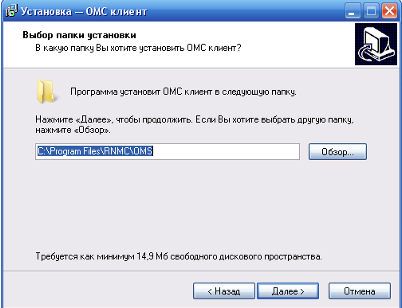 Установка — ОМС клиент
Выбор папки установки
В какую папку Вы хотите установить ОМС клиент?
Программа установит ОМС клиент в следующую папку.
Нажмите «Далее», чтобы продолжить. Если Вы хотите выбрать другую папку,
нажмите «Обзор».
C:\Program Files\RNMC\OMS
Обзор...
Требуется как минимум 14,9 Мб свободного дискового пространства.
< Назад
Далее >
Отмена